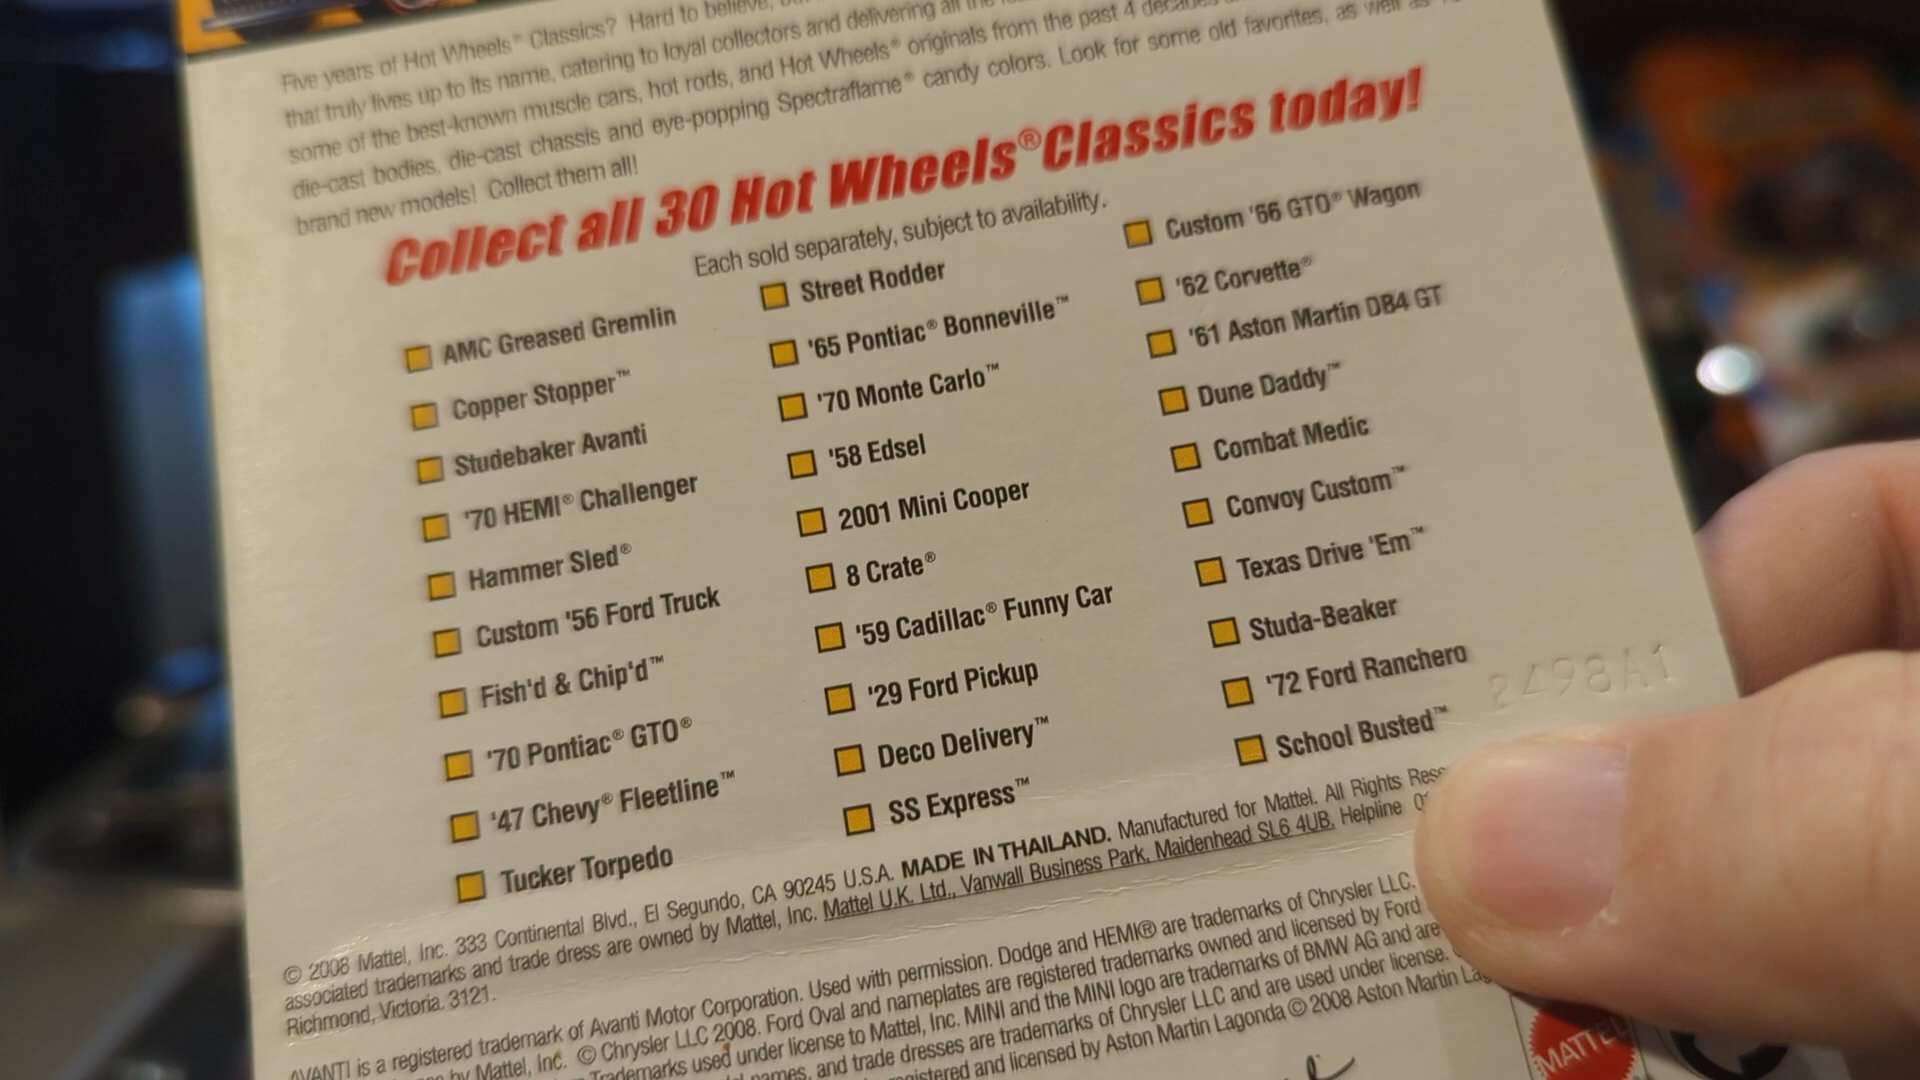 Five years of Hot Wheels® Classics? Hard to believe,
that truly lives up to its name, catering to loyal collectors and delivering all the
some of the best-known muscle cars, hot rods, and Hot Wheels® originals from the past 4 decades
die-cast bodies, die-cast chassis and eye-popping Spectraflame® candy colors. Look for some old favorites, as well as
brand new models! Collect them all!
Collect all 30 Hot Wheels® Classics today!
Each sold separately, subject to availability.
AMC Greased Gremlin
Copper Stopper™
Studebaker Avanti
'70 HEMI® Challenger
Hammer Sled®
Custom '56 Ford Truck
Fish'd & Chip'd™
'70 Pontiac® GTO®
'47 Chevy® Fleetline™
Tucker Torpedo
Street Rodder
'65 Pontiac® Bonneville™
'70 Monte Carlo™
'58 Edsel
2001 Mini Cooper
8 Crate®
'59 Cadillac® Funny Car
'29 Ford Pickup
Deco Delivery™
SS Express™
Custom '66 GTO® Wagon
'62 Corvette®
'61 Aston Martin DB4 GT
Dune Daddy™
Combat Medic
Convoy Custom™
Texas Drive 'Em™
Studa-Beaker
'72 Ford Ranchero
School Busted™
2498A1
© 2008 Mattel, Inc. 333 Continental Blvd., El Segundo, CA 90245 U.S.A. MADE IN THAILAND. Manufactured for Mattel. All Rights
associated trademarks and trade dress are owned by Mattel, Inc. Mattel U.K. Ltd., Vanwall Business Park, Maidenhead SL6 4UB, Helpline
Richmond, Victoria. 3121.
AVANTI is a registered trademark of Avanti Motor Corporation. Used with permission. Dodge and HEMI® are trademarks of Chrysler LLC.
by Mattel, Inc. © Chrysler LLC 2008. Ford Oval and nameplates are registered trademarks owned and licensed by Ford
Trademarks used under license to Mattel, Inc. MINI and the MINI logo are trademarks of BMW AG and are
names, and trade dresses are trademarks of Chrysler LLC and are used under license.
and licensed by Aston Martin Lagonda © 2008 Aston Martin
MATTEL